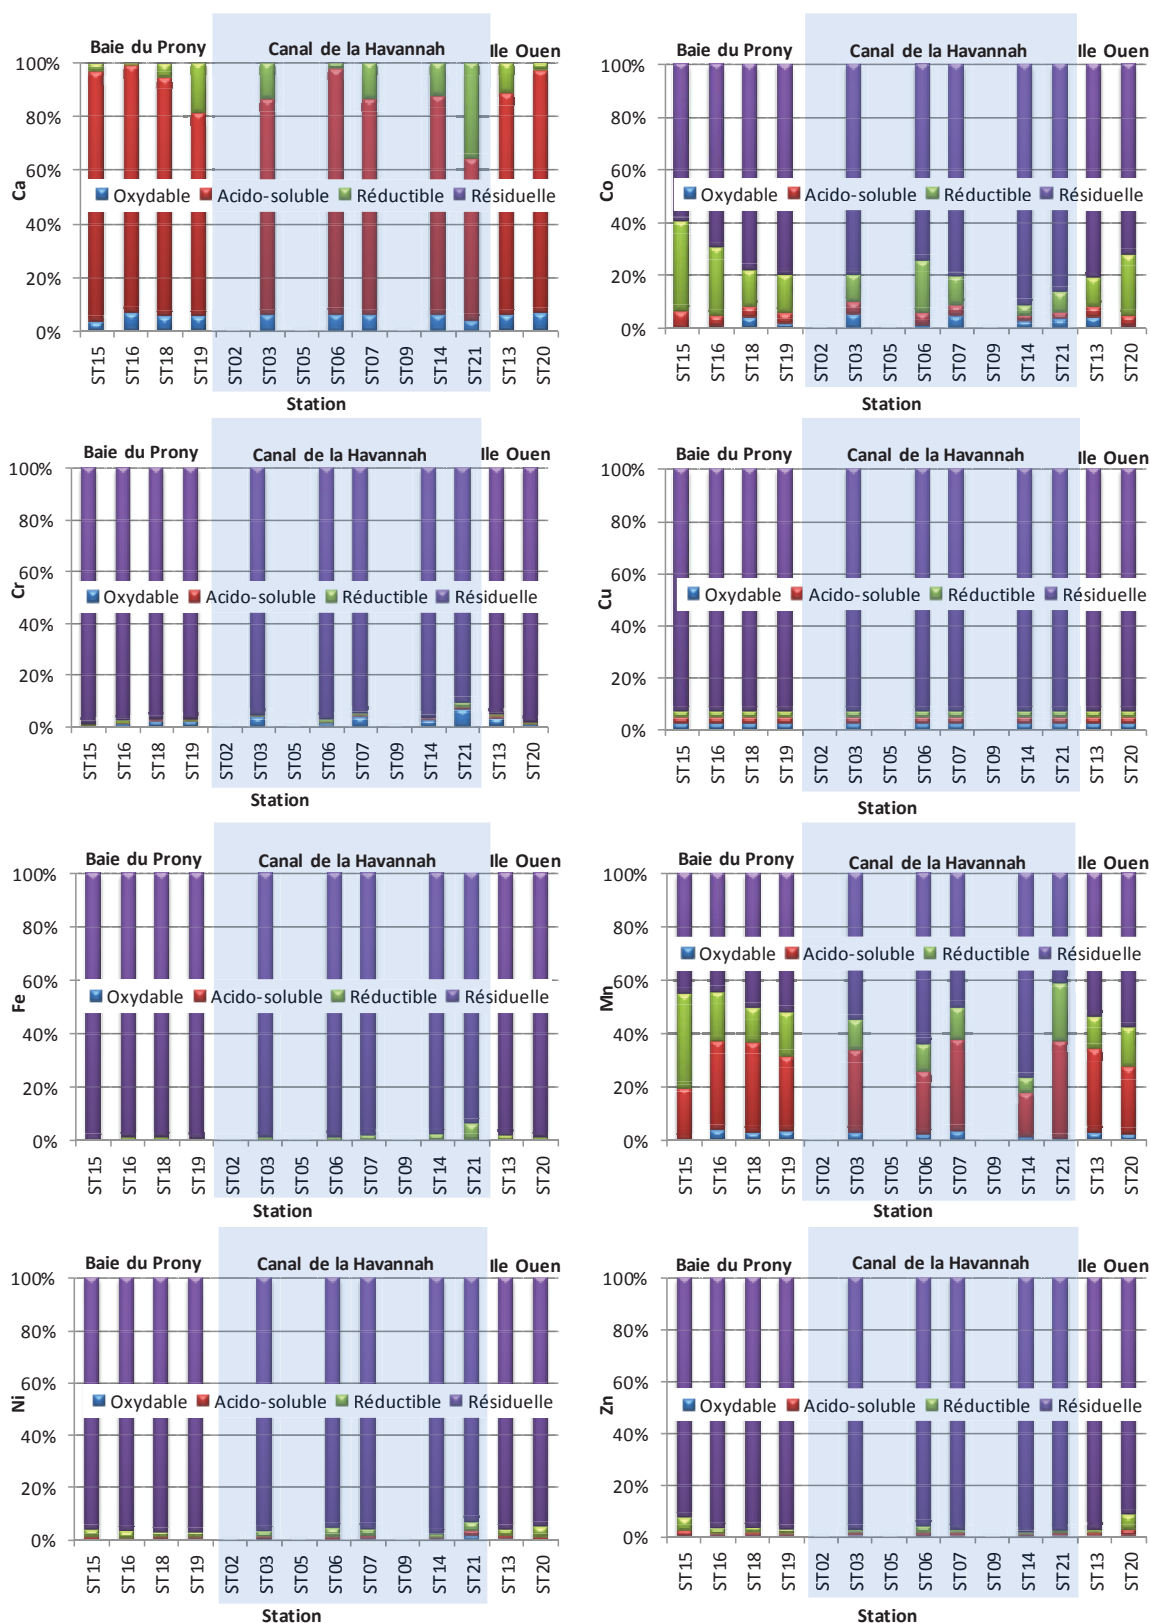 Baie du Prony Canal de la Havannah Ile Ouen
100%
80%
60%
40%
20%
0%
Ca
Oxydable Acido-soluble Réductible Résiduelle
ST15 ST16 ST18 ST19 ST02 ST03 ST05 ST06 ST07 ST09 ST14 ST21 ST13 ST20
Station
Baie du Prony Canal de la Havannah Ile Ouen
100%
80%
60%
40%
20%
0%
Co
Oxydable Acido-soluble Réductible Résiduelle
ST15 ST16 ST18 ST19 ST02 ST03 ST05 ST06 ST07 ST09 ST14 ST21 ST13 ST20
Station
Baie du Prony Canal de la Havannah Ile Ouen
100%
80%
60%
40%
20%
0%
Cr
Oxydable Acido-soluble Réductible Résiduelle
ST15 ST16 ST18 ST19 ST02 ST03 ST05 ST06 ST07 ST09 ST14 ST21 ST13 ST20
Station
Baie du Prony Canal de la Havannah Ile Ouen
100%
80%
60%
40%
20%
0%
Cu
Oxydable Acido-soluble Réductible Résiduelle
ST15 ST16 ST18 ST19 ST02 ST03 ST05 ST06 ST07 ST09 ST14 ST21 ST13 ST20
Station
Baie du Prony Canal de la Havannah Ile Ouen
100%
80%
60%
40%
20%
0%
Fe
Oxydable Acido-soluble Réductible Résiduelle
ST15 ST16 ST18 ST19 ST02 ST03 ST05 ST06 ST07 ST09 ST14 ST21 ST13 ST20
Station
Baie du Prony Canal de la Havannah Ile Ouen
100%
80%
60%
40%
20%
0%
Mn
Oxydable Acido-soluble Réductible Résiduelle
ST15 ST16 ST18 ST19 ST02 ST03 ST05 ST06 ST07 ST09 ST14 ST21 ST13 ST20
Station
Baie du Prony Canal de la Havannah Ile Ouen
100%
80%
60%
40%
20%
0%
Ni
Oxydable Acido-soluble Réductible Résiduelle
ST15 ST16 ST18 ST19 ST02 ST03 ST05 ST06 ST07 ST09 ST14 ST21 ST13 ST20
Station
Baie du Prony Canal de la Havannah Ile Ouen
100%
80%
60%
40%
20%
0%
Zn
Oxydable Acido-soluble Réductible Résiduelle
ST15 ST16 ST18 ST19 ST02 ST03 ST05 ST06 ST07 ST09 ST14 ST21 ST13 ST20
Station